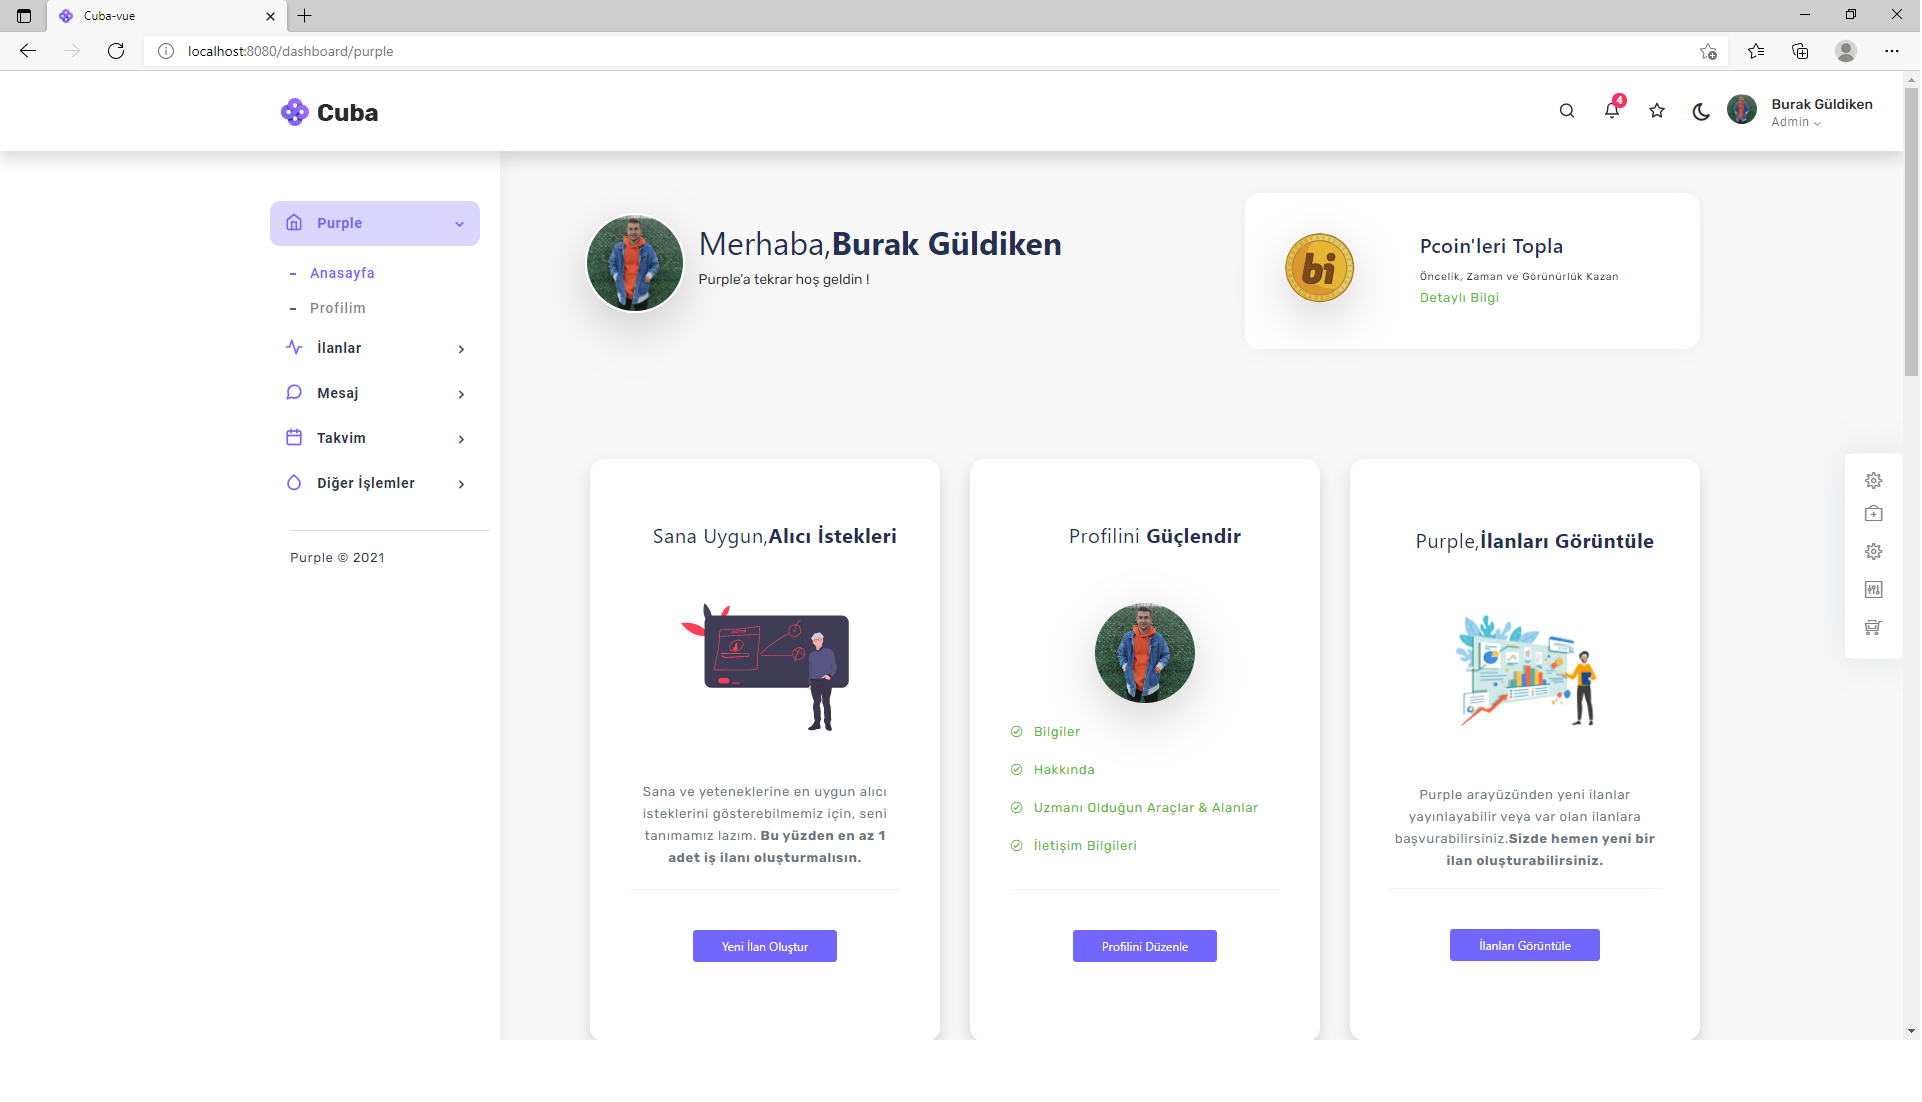 Cuba-vue
localhost:8080/dashboard/purple
Cuba
4
Burak Güldiken
Admin
Purple
Anasayfa
Profilim
İlanlar
Mesaj
Takvim
Diğer İşlemler
Purple © 2021
Merhaba,Burak Güldiken
Purple'a tekrar hoş geldin !
bi
Pcoin'leri Topla
Öncelik, Zaman ve Görünürlük Kazan
Detaylı Bilgi
Sana Uygun,Alıcı İstekleri
Sana ve yeteneklerine en uygun alıcı
isteklerini gösterebilmemiz için, seni
tanımamız lazım. Bu yüzden en az 1
adet iş ilanı oluşturmalısın.
Yeni İlan Oluştur
Profilini Güçlendir
Bilgiler
Hakkında
Uzmanı Olduğun Araçlar & Alanlar
İletişim Bilgileri
Profilini Düzenle
Purple,İlanları Görüntüle
Purple arayüzünden yeni ilanlar
yayınlayabilir veya var olan ilanlara
başvurabilirsiniz.Sizde hemen yeni bir
ilan oluşturabilirsiniz.
İlanları Görüntüle